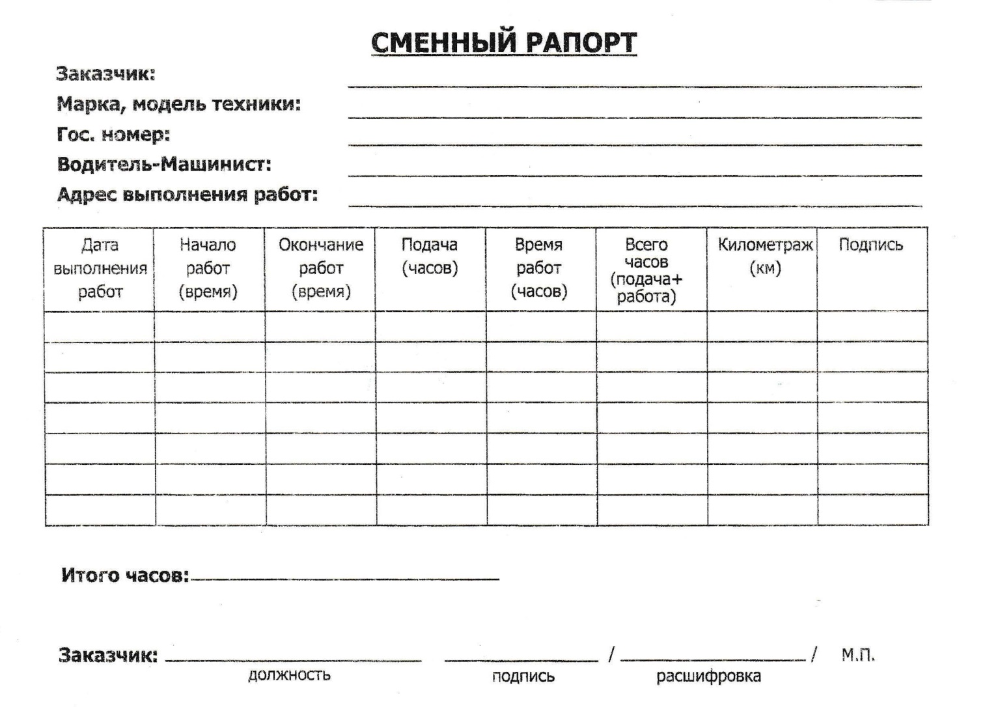 СМЕННЫЙ РАПОРТ
Заказчик:
Марка, модель техники:
Гос. номер:
Водитель-Машинист:
Адрес выполнения работ:
Дата выполнения работ
Начало работ (время)
Окончание работ (время)
Подача (часов)
Время работ (часов)
Всего часов (подача+ работа)
Километраж (км)
Подпись
Итого часов:
Заказчик: / / М.П.
должность подпись расшифровка